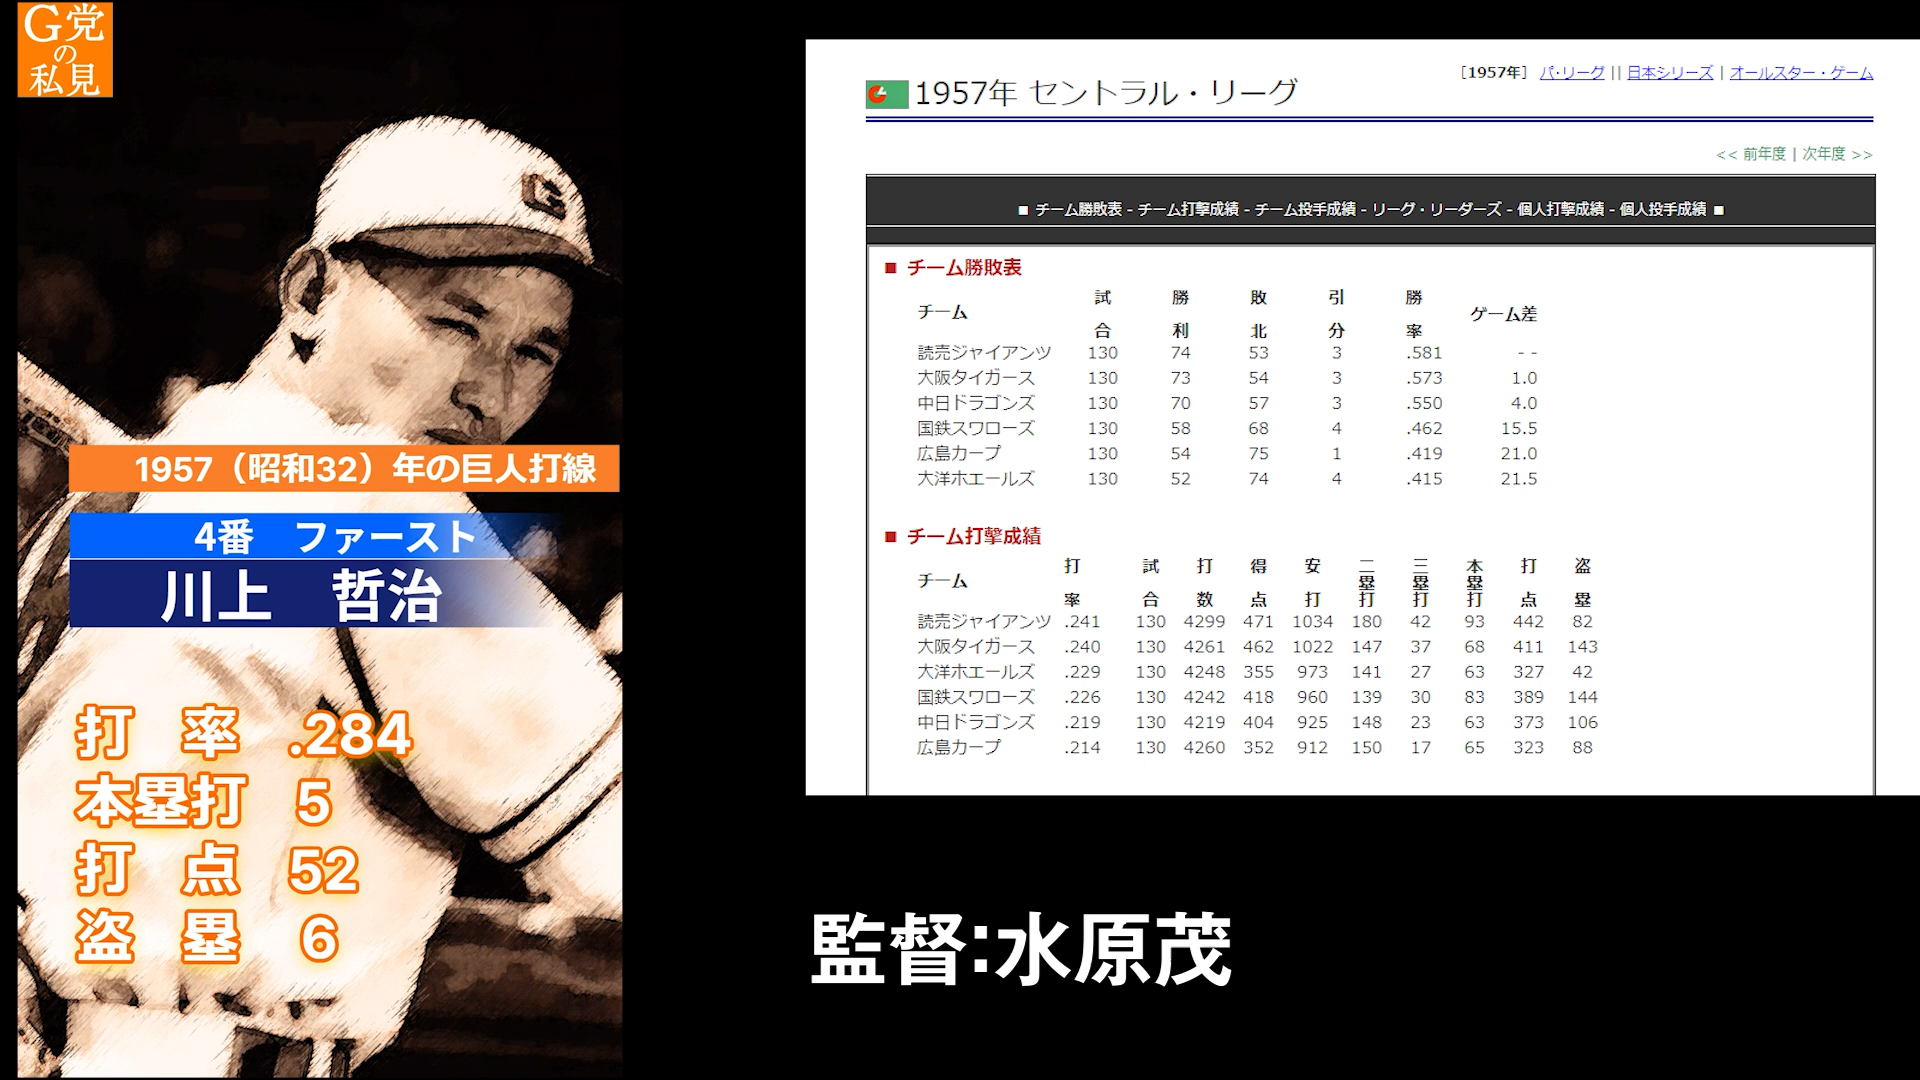 G党
の
私見
1957（昭和32）年の巨人打線
4番　ファースト
川上　哲治
打　率　.284
本塁打　5
打　点　52
盗　塁　6
[1957年] パ・リーグ || 日本シリーズ | オールスター・ゲーム
1957年 セントラル・リーグ
<< 前年度 | 次年度 >>
■ チーム勝敗表 - チーム打撃成績 - チーム投手成績 - リーグ・リーダーズ - 個人打撃成績 - 個人投手成績 ■
■ チーム勝敗表
チーム 試合 勝利 敗北 引分 勝率 ゲーム差
読売ジャイアンツ 130 74 53 3 .581 - -
大阪タイガース 130 73 54 3 .573 1.0
中日ドラゴンズ 130 70 57 3 .550 4.0
国鉄スワローズ 130 58 68 4 .462 15.5
広島カープ 130 54 75 1 .419 21.0
大洋ホエールズ 130 52 74 4 .415 21.5
■ チーム打撃成績
チーム 打率 試合 打数 得点 安打 二塁打 三塁打 本塁打 打点 盗塁
読売ジャイアンツ .241 130 4299 471 1034 180 42 93 442 82
大阪タイガース .240 130 4261 462 1022 147 37 68 411 143
大洋ホエールズ .229 130 4248 355 973 141 27 63 327 42
国鉄スワローズ .226 130 4242 418 960 139 30 83 389 144
中日ドラゴンズ .219 130 4219 404 925 148 23 63 373 106
広島カープ .214 130 4260 352 912 150 17 65 323 88
監督:水原茂